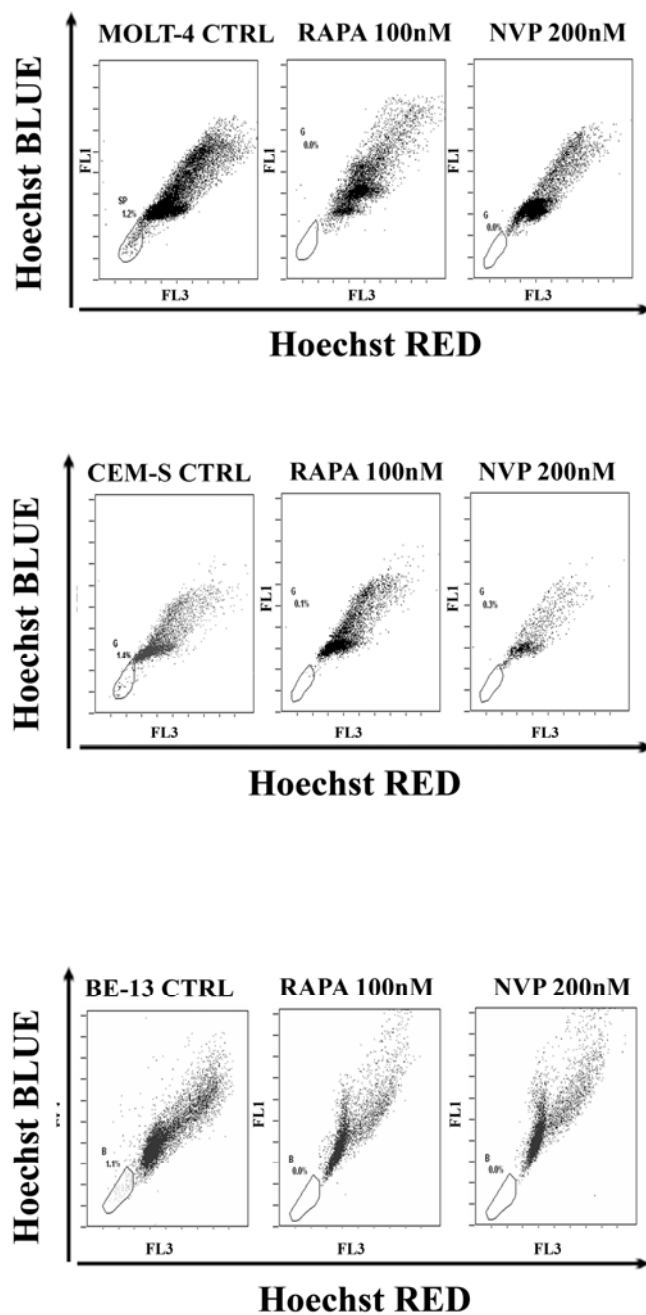 MOLT-4 CTRL RAPA 100nM NVP 200nM
Hoechst BLUE
FL1 SP 1.2% FL3
FL1 G 0.0% FL3
FL1 G 0.0% FL3
Hoechst RED
CEM-S CTRL RAPA 100nM NVP 200nM
Hoechst BLUE
G 1.4% FL3
FL1 G 0.1% FL3
FL1 G 0.3% FL3
Hoechst RED
BE-13 CTRL RAPA 100nM NVP 200nM
Hoechst BLUE
B 1.1% FL3
FL1 B 0.0% FL3
FL1 B 0.0% FL3
Hoechst RED